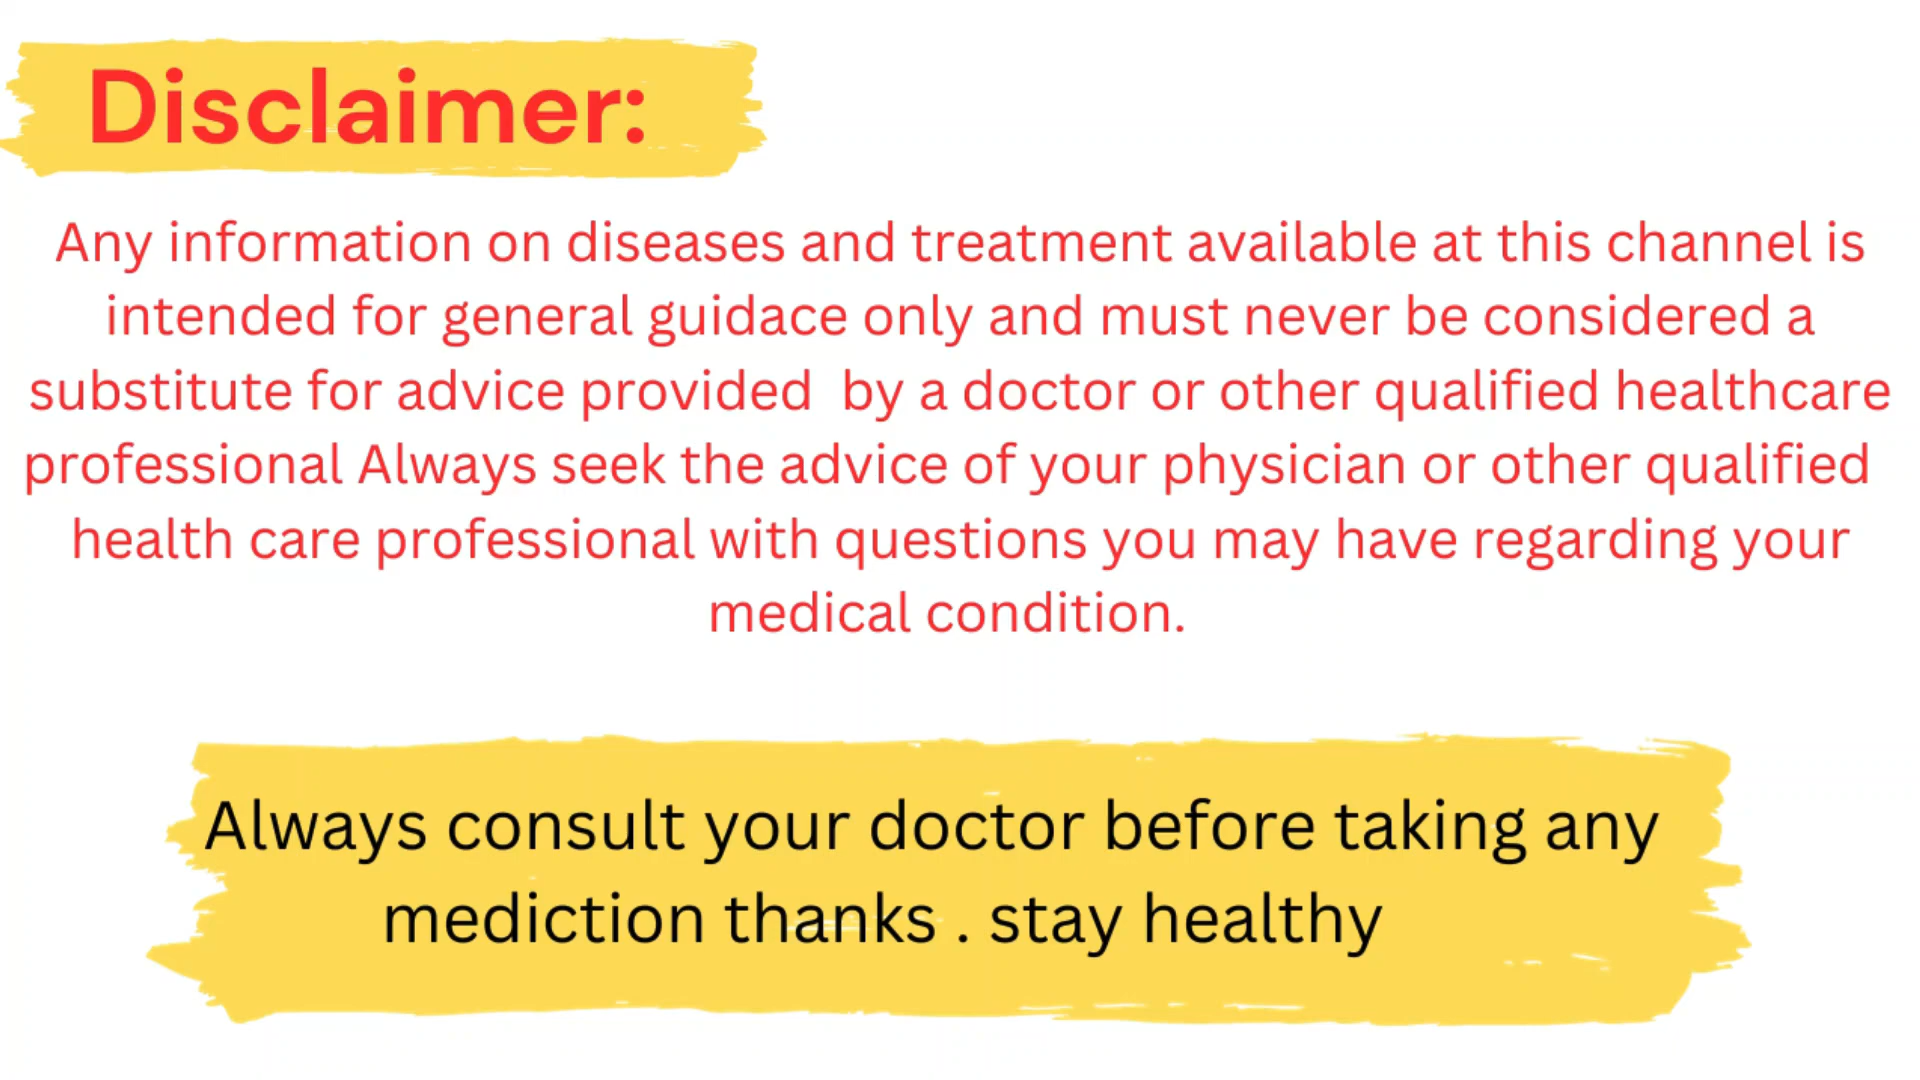 Disclaimer:
Any information on diseases and treatment available at this channel is
intended for general guidace only and must never be considered a
substitute for advice provided  by a doctor or other qualified healthcare
professional Always seek the advice of your physician or other qualified
health care professional with questions you may have regarding your
medical condition.
Always consult your doctor before taking any
mediction thanks . stay healthy